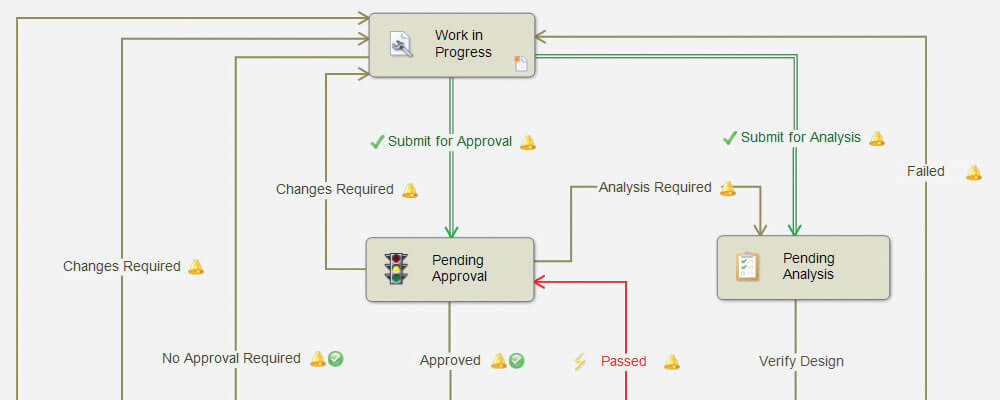 Work in
Progress
Submit for Approval
Submit for Analysis
Failed
Changes Required
Analysis Required
Pending
Approval
Pending
Analysis
Changes Required
No Approval Required
Approved
Passed
Verify Design